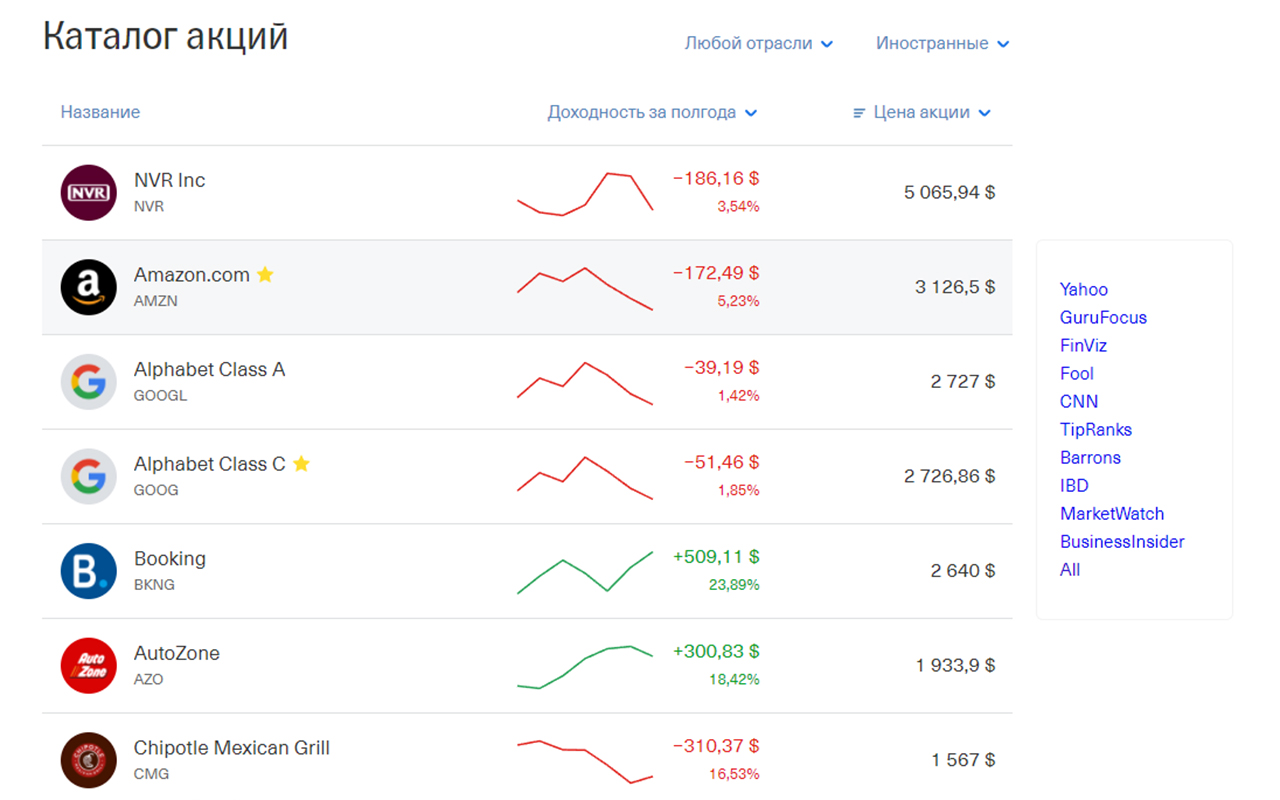 Каталог акций
Любой отрасли
Иностранные
Название
Доходность за полгода
Цена акции
NVR
NVR Inc
NVR
−186,16 $
3,54%
5 065,94 $
a
Amazon.com
AMZN
−172,49 $
5,23%
3 126,5 $
G
Alphabet Class A
GOOGL
−39,19 $
1,42%
2 727 $
G
Alphabet Class C
GOOG
−51,46 $
1,85%
2 726,86 $
B.
Booking
BKNG
+509,11 $
23,89%
2 640 $
Auto
Zone
AutoZone
AZO
+300,83 $
18,42%
1 933,9 $
CHIPOTLE
Chipotle Mexican Grill
CMG
−310,37 $
16,53%
1 567 $
Yahoo
GuruFocus
FinViz
Fool
CNN
TipRanks
Barrons
IBD
MarketWatch
BusinessInsider
All